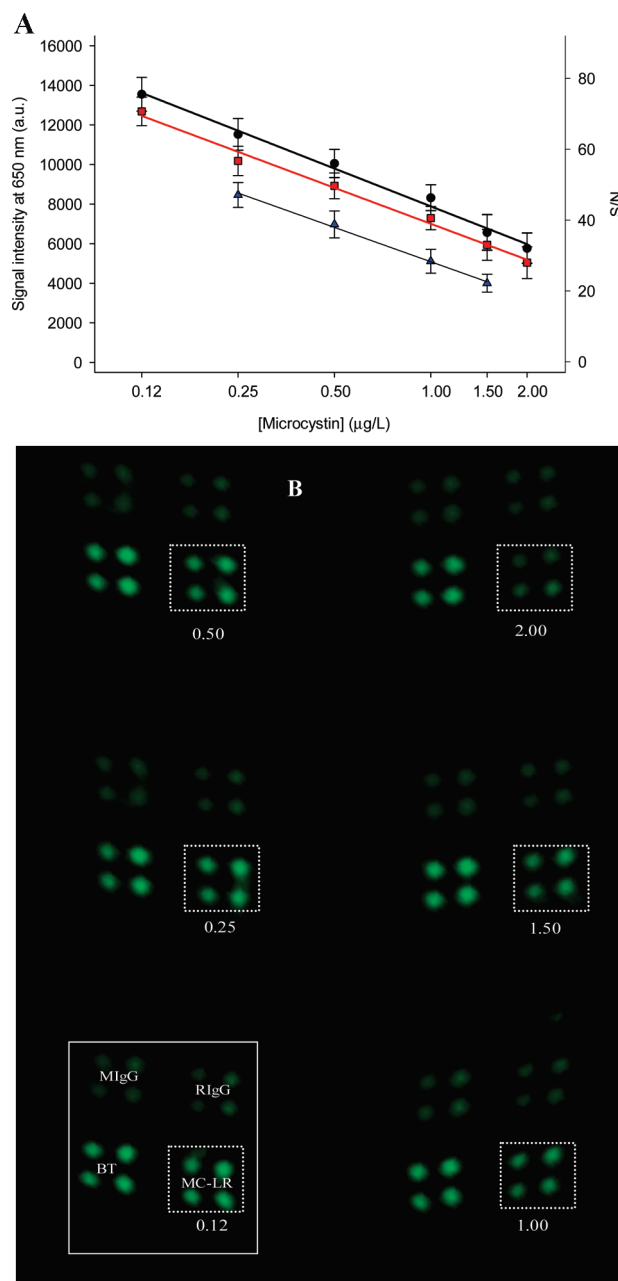 A
Signal intensity at 650 nm (a.u.)
16000
14000
12000
10000
8000
6000
4000
2000
0
80
60
40
20
0
S/N
0.12 0.25 0.50 1.00 1.50 2.00
[Microcystin] (μg/L)
B
0.50 2.00
0.25 1.50
MIgG RIgG
BT MC-LR
0.12 1.00